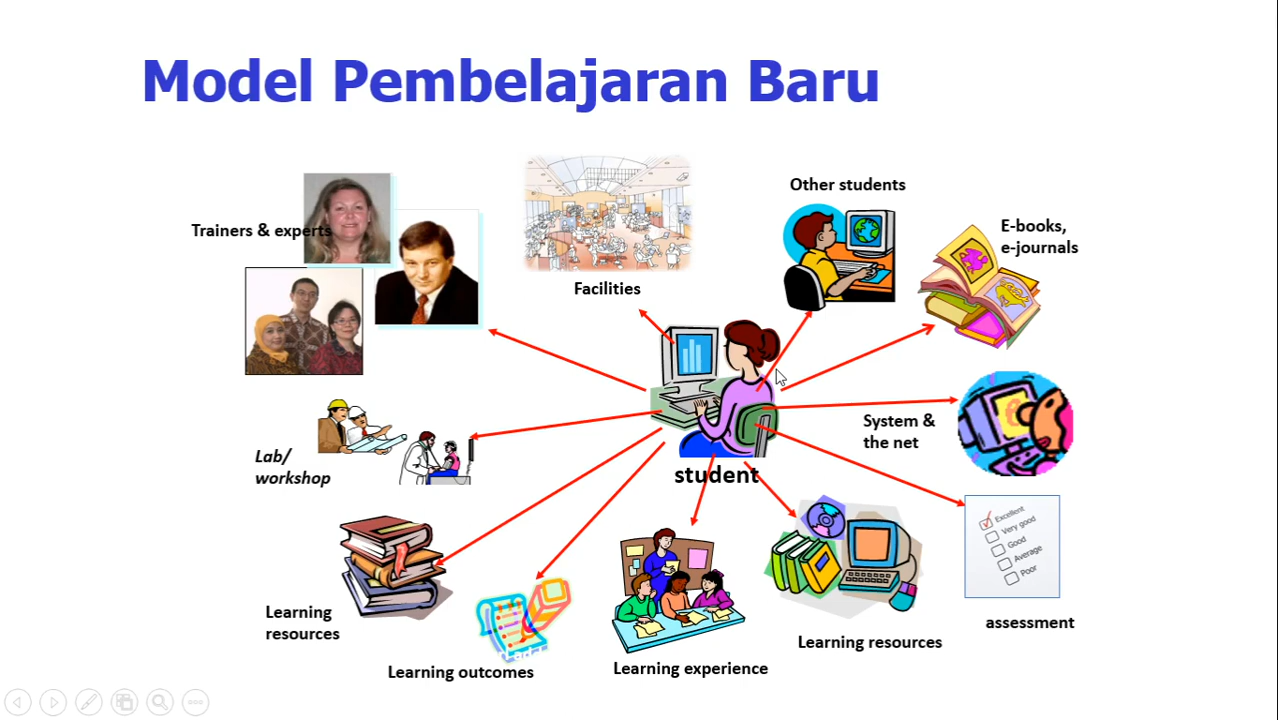 Model Pembelajaran Baru
Other students
Trainers & experts
E-books,
e-journals
Facilities
System &
the net
Lab/
workshop
student
Excellent
Very good
Good
Average
Poor
Learning
resources
assessment
Learning resources
Learning experience
Learning outcomes